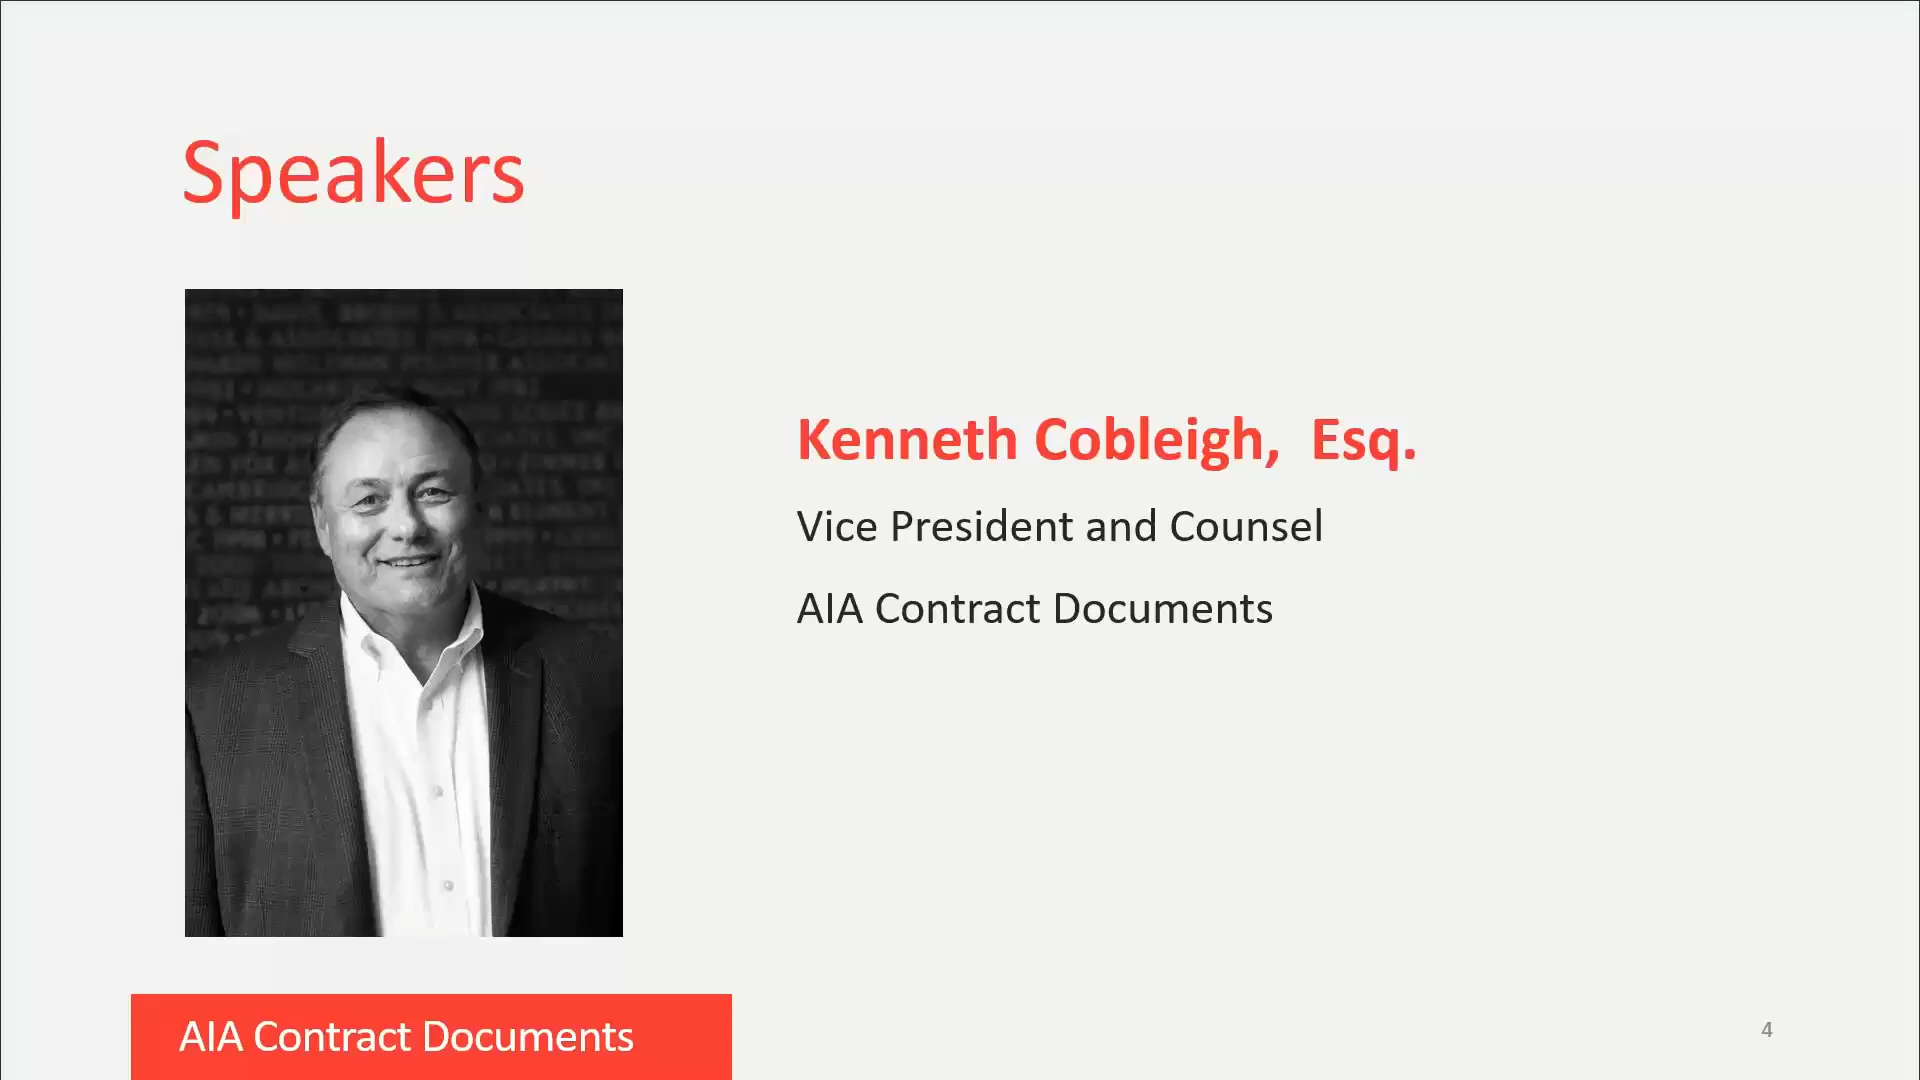 Speakers
Kenneth Cobleigh,  Esq.
Vice President and Counsel
AIA Contract Documents
AIA Contract Documents
4